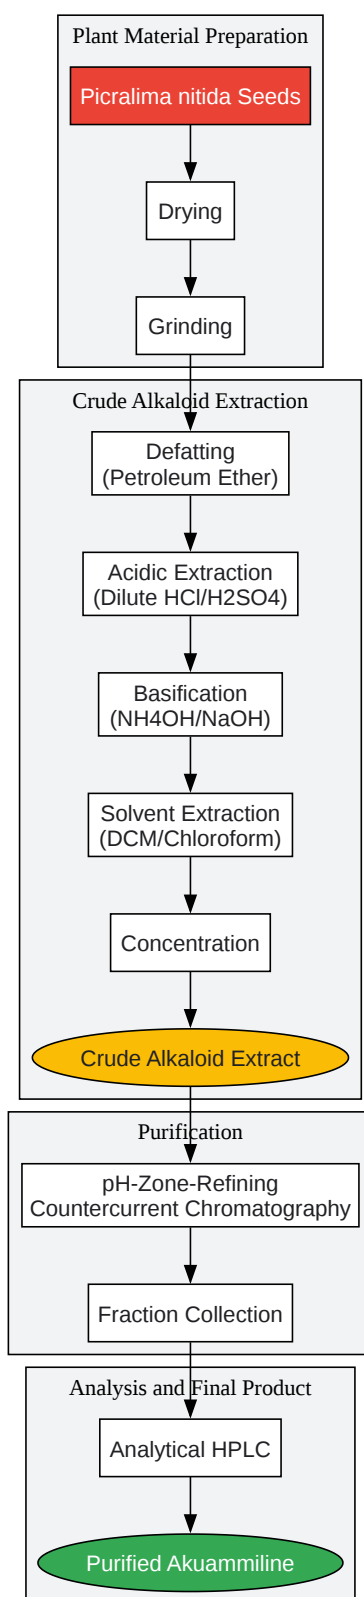 Plant Material Preparation
Picralima nitida Seeds
Drying
Grinding
Crude Alkaloid Extraction
Defatting
(Petroleum Ether)
Acidic Extraction
(Dilute HCl/H2SO4)
Basification
(NH4OH/NaOH)
Solvent Extraction
(DCM/Chloroform)
Concentration
Crude Alkaloid Extract
Purification
pH-Zone-Refining
Countercurrent Chromatography
Fraction Collection
Analysis and Final Product
Analytical HPLC
Purified Akuammiline